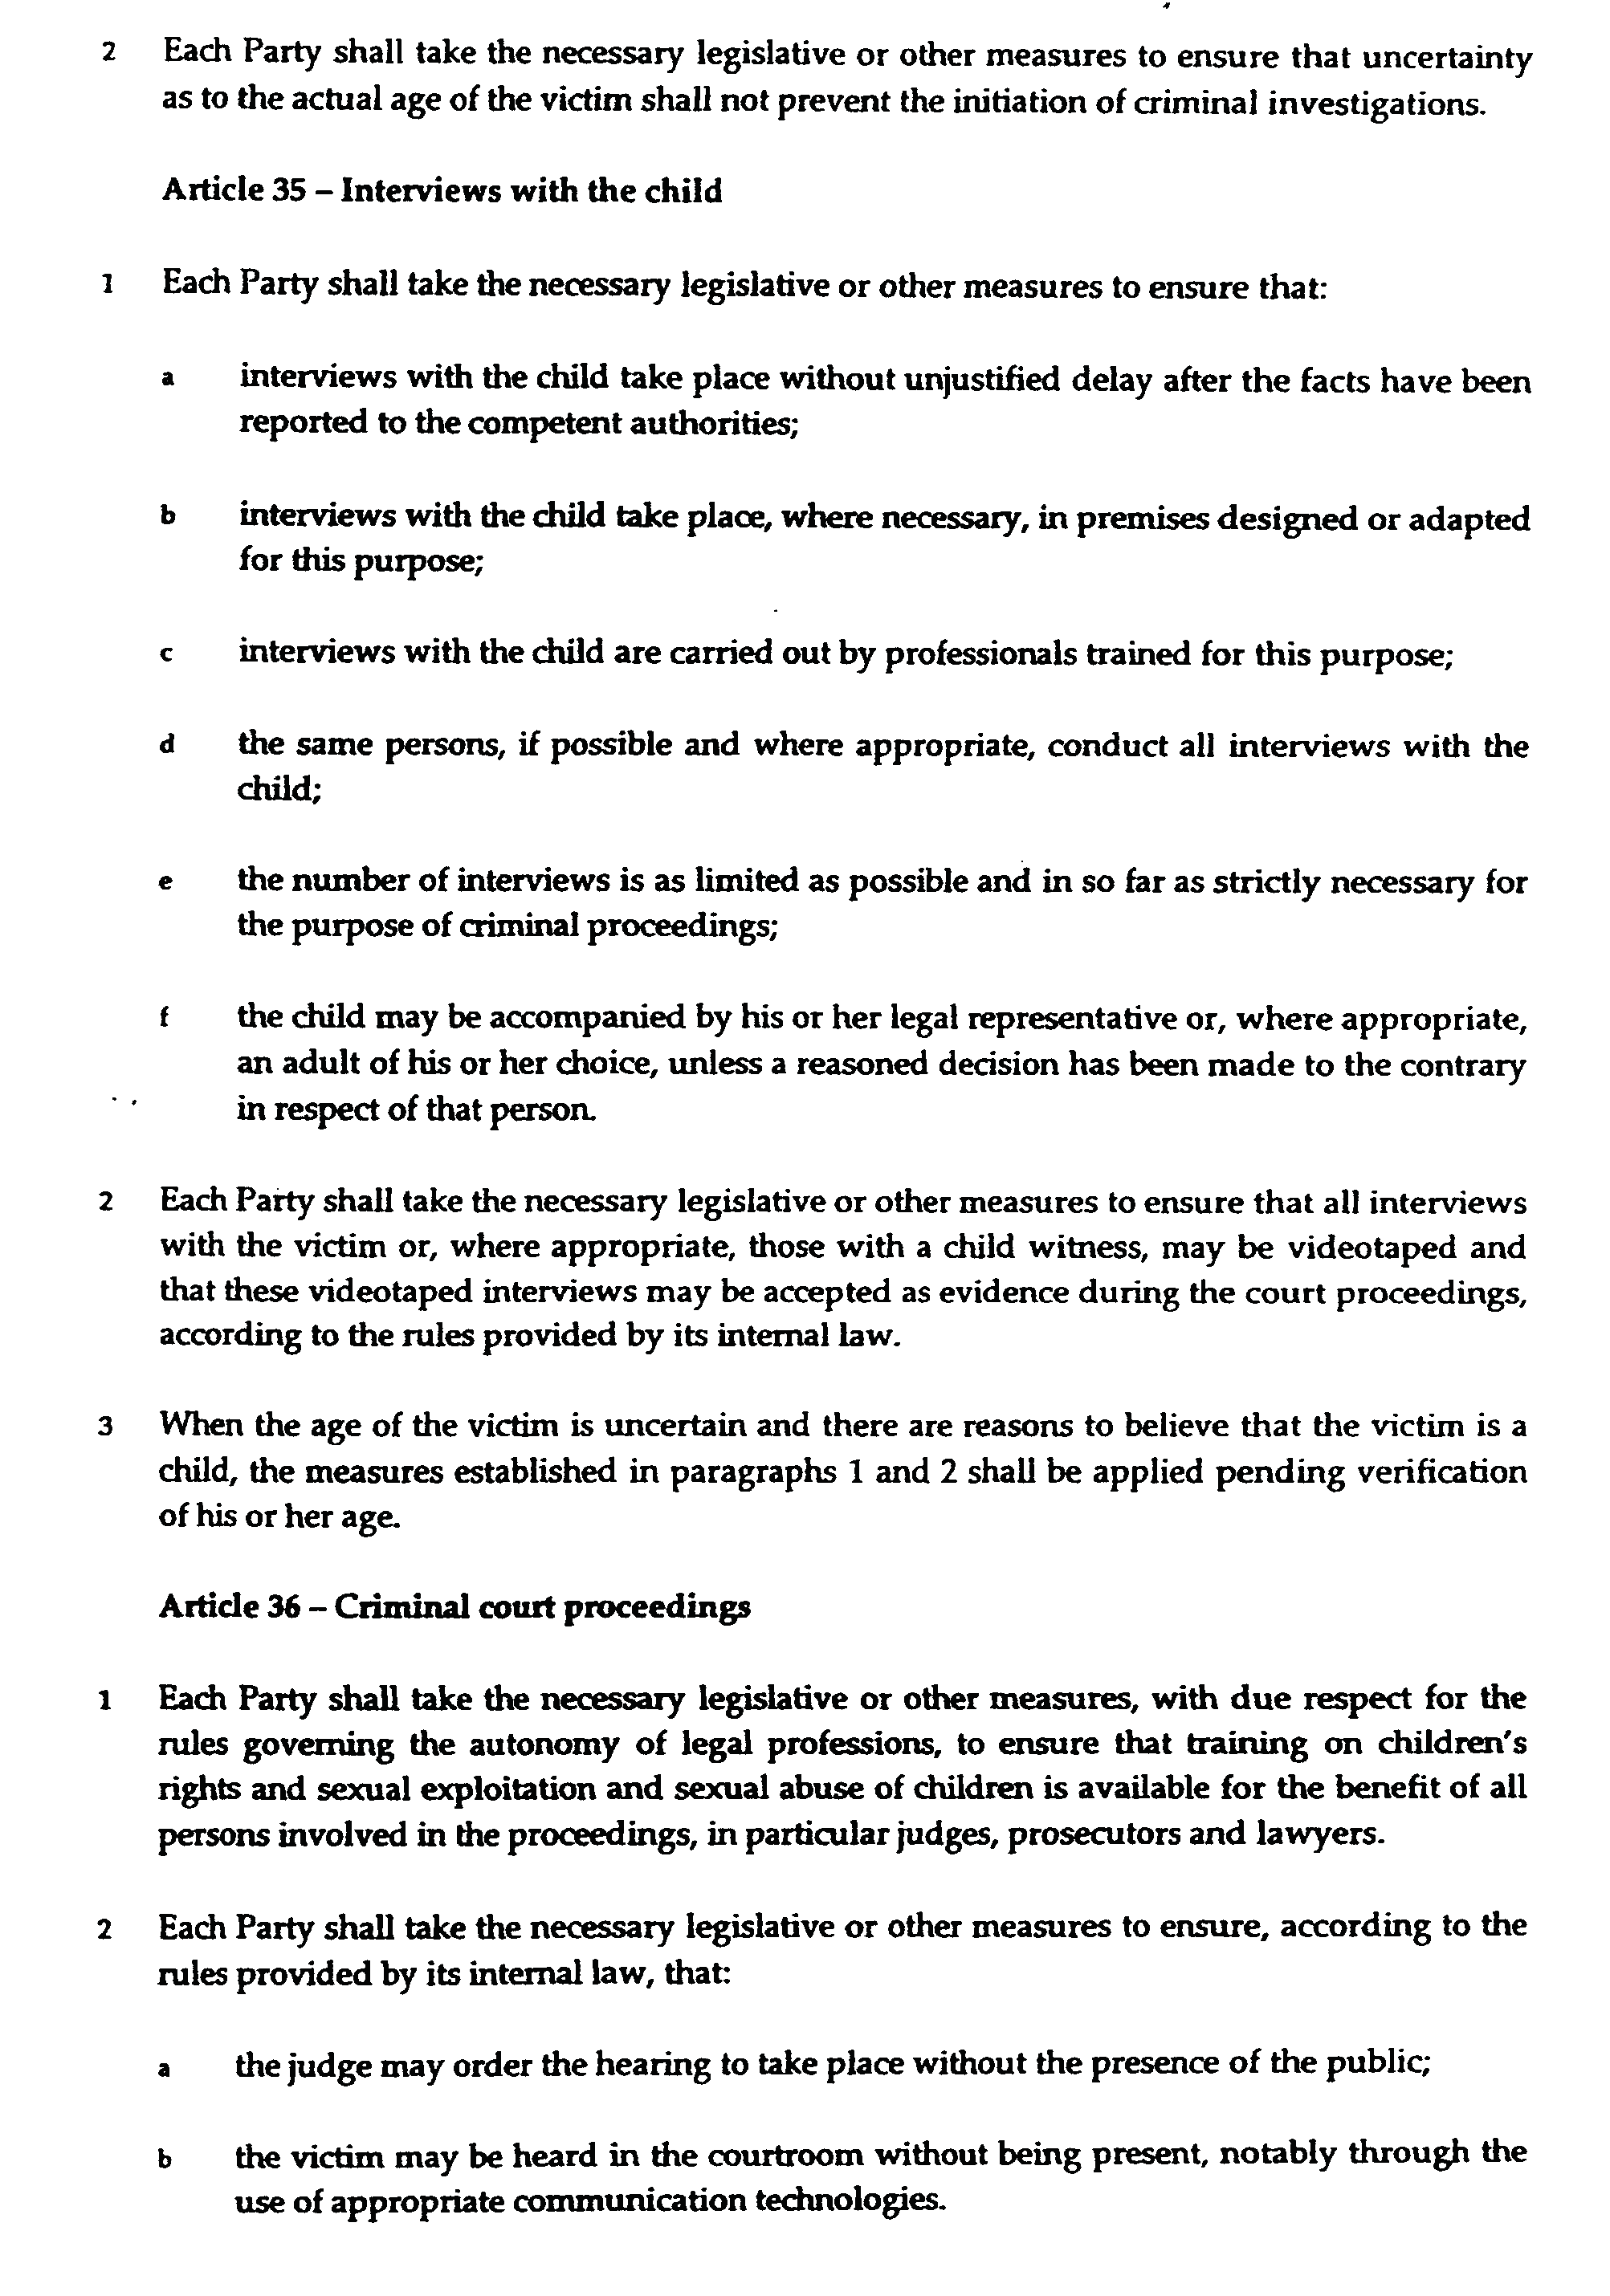 2 Each Party shall take the necessary legislative or other measures to ensure that uncertainty
as to the actual age of the victim shall not prevent the initiation of criminal investigations.
Article 35 – Interviews with the child
1 Each Party shall take the necessary legislative or other measures to ensure that:
a interviews with the child take place without unjustified delay after the facts have been
reported to the competent authorities;
b interviews with the child take place, where necessary, in premises designed or adapted
for this purpose;
c interviews with the child are carried out by professionals trained for this purpose;
d the same persons, if possible and where appropriate, conduct all interviews with the
child;
e the number of interviews is as limited as possible and in so far as strictly necessary for
the purpose of criminal proceedings;
f the child may be accompanied by his or her legal representative or, where appropriate,
an adult of his or her choice, unless a reasoned decision has been made to the contrary
in respect of that person.
2 Each Party shall take the necessary legislative or other measures to ensure that all interviews
with the victim or, where appropriate, those with a child witness, may be videotaped and
that these videotaped interviews may be accepted as evidence during the court proceedings,
according to the rules provided by its internal law.
3 When the age of the victim is uncertain and there are reasons to believe that the victim is a
child, the measures established in paragraphs 1 and 2 shall be applied pending verification
of his or her age.
Article 36 – Criminal court proceedings
1 Each Party shall take the necessary legislative or other measures, with due respect for the
rules governing the autonomy of legal professions, to ensure that training on children's
rights and sexual exploitation and sexual abuse of children is available for the benefit of all
persons involved in the proceedings, in particular judges, prosecutors and lawyers.
2 Each Party shall take the necessary legislative or other measures to ensure, according to the
rules provided by its internal law, that:
a the judge may order the hearing to take place without the presence of the public;
b the victim may be heard in the courtroom without being present, notably through the
use of appropriate communication technologies.